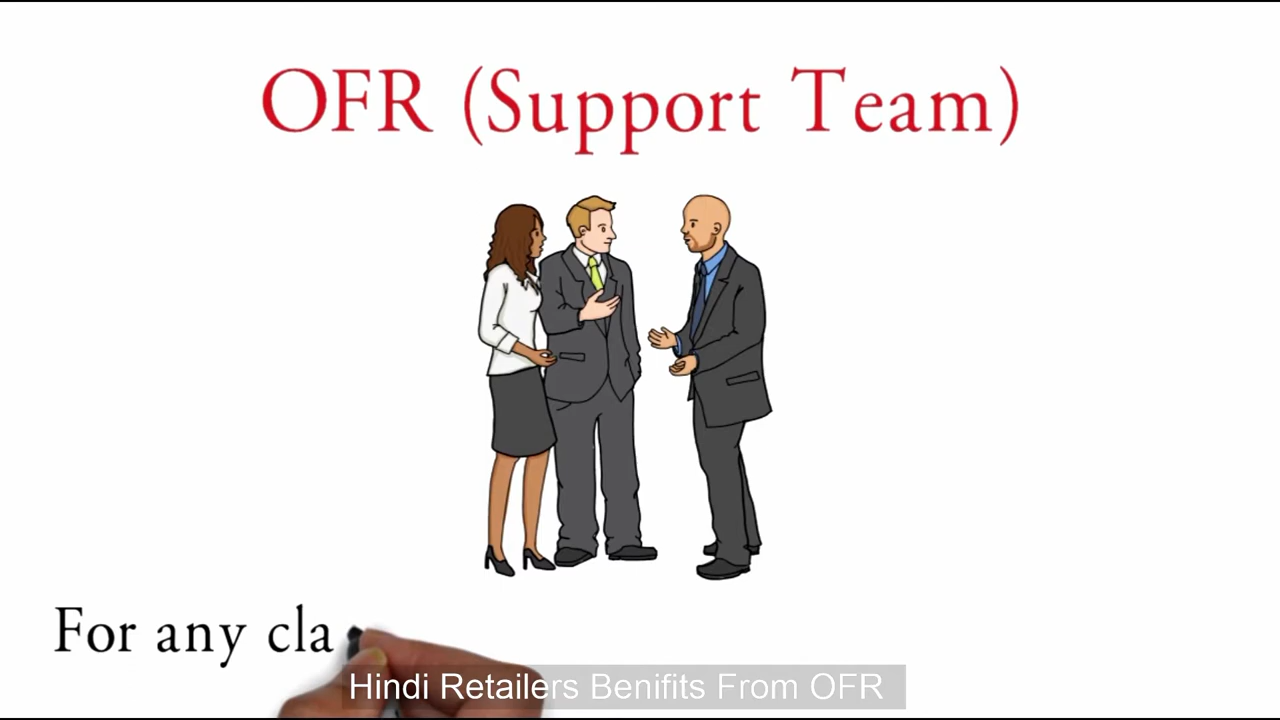 OFR (Support Team)
For any cla
Hindi Retailers Benifits From OFR